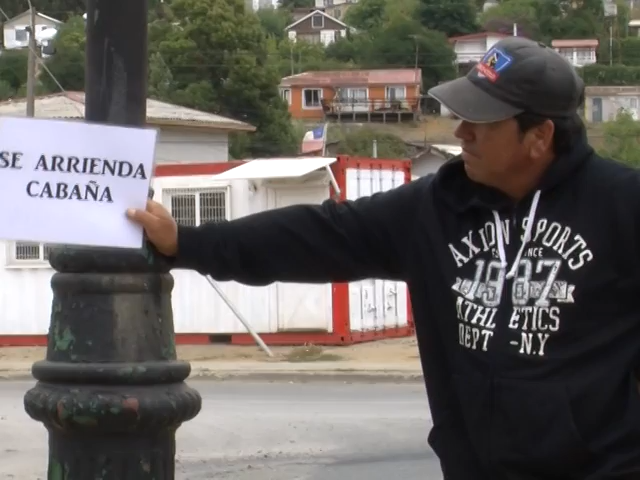 SE ARRIENDA
CABAÑA
AXION SPORTS
SINCE
1987
ATHLETICS
DEPT - N.Y